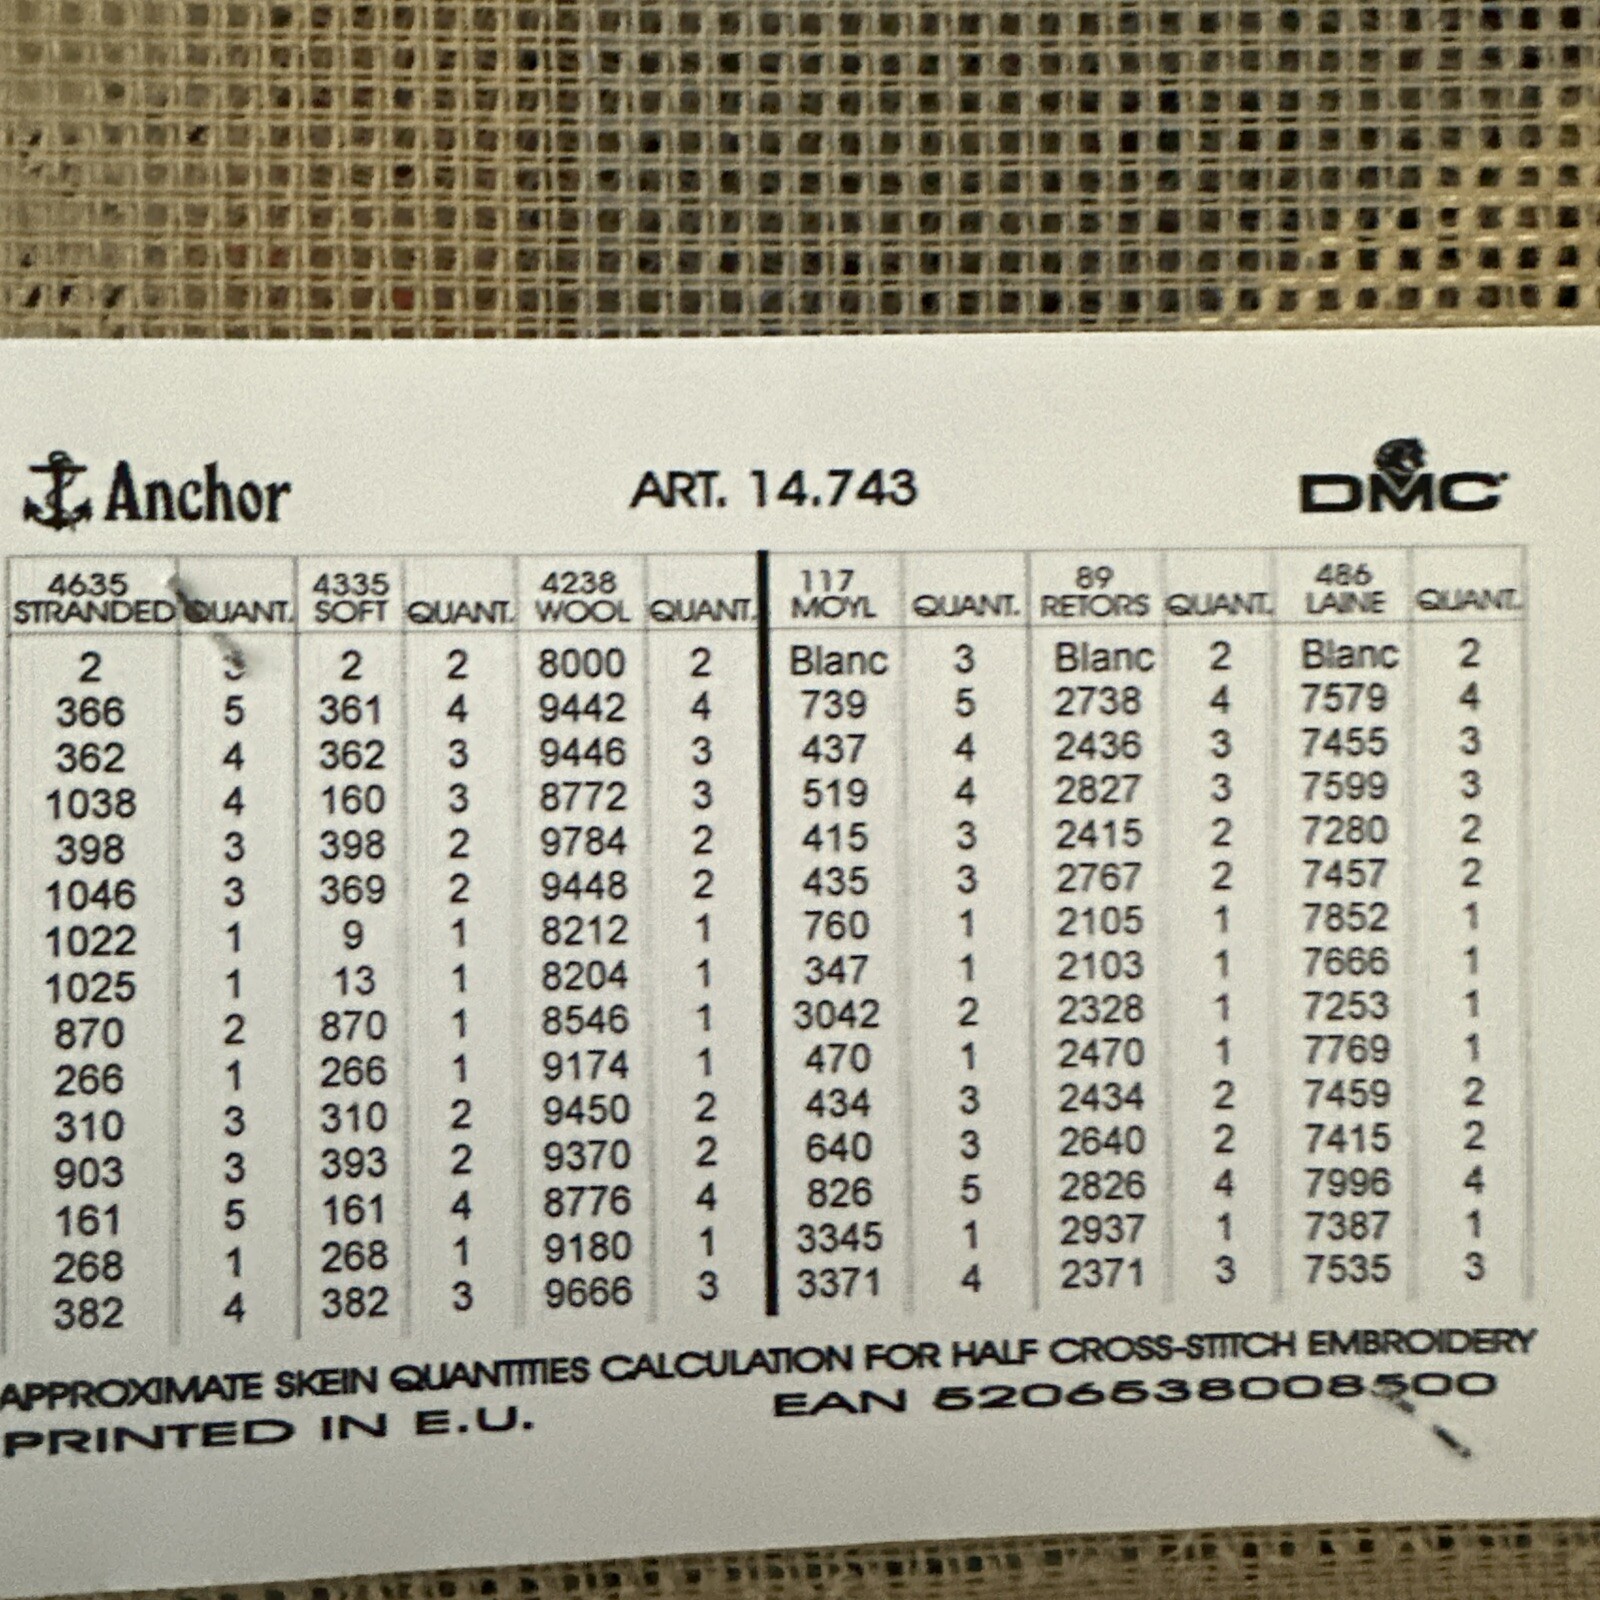 Anchor ART. 14.743 DMC
4635 4335 4238 117 89 486
STRANDED QUANT. SOFT QUANT. WOOL QUANT. MOYL QUANT. RETORS QUANT. LAINE QUANT.
2 3 2 2 8000 2 Blanc 3 Blanc 2 Blanc 2
366 5 361 4 9442 4 739 5 2738 4 7579 4
362 4 362 3 9446 3 437 4 2436 3 7455 3
1038 4 160 3 8772 3 519 4 2827 3 7599 3
398 3 398 2 9784 2 415 3 2415 2 7280 2
1046 3 369 2 9448 2 435 3 2767 2 7457 2
1022 1 9 1 8212 1 760 1 2105 1 7852 1
1025 1 13 1 8204 1 347 1 2103 1 7666 1
870 2 870 1 8546 1 3042 2 2328 1 7253 1
266 1 266 1 9174 1 470 1 2470 1 7769 1
310 3 310 2 9450 2 434 3 2434 2 7459 2
903 3 393 2 9370 2 640 3 2640 2 7415 2
161 5 161 4 8776 4 826 5 2826 4 7996 4
268 1 268 1 9180 1 3345 1 2937 1 7387 1
382 4 382 3 9666 3 3371 4 2371 3 7535 3
APPROXIMATE SKEIN QUANTITIES CALCULATION FOR HALF CROSS-STITCH EMBROIDERY
PRINTED IN E.U. EAN 5206538008500